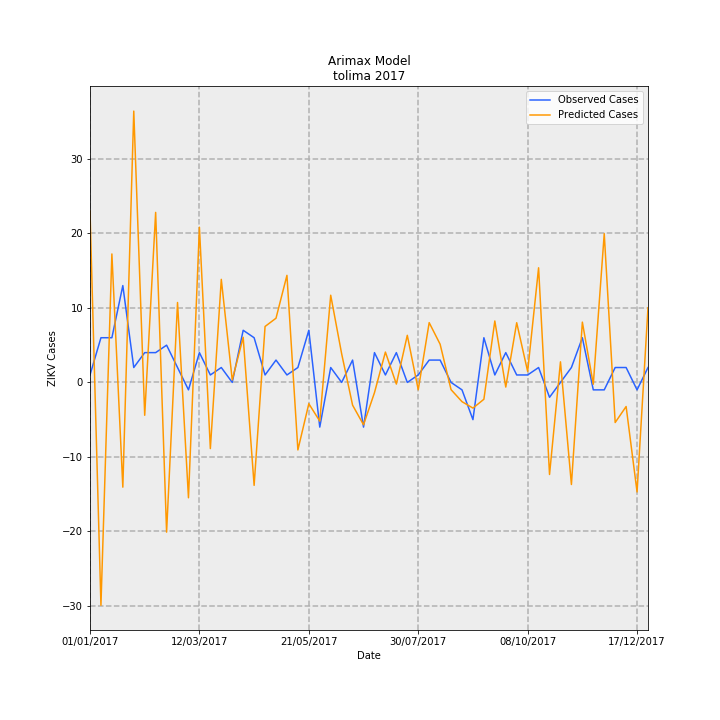 Arimax Model
tolima 2017
Observed Cases
Predicted Cases
ZIKV Cases
30
20
10
0
−10
−20
−30
01/01/2017 12/03/2017 21/05/2017 30/07/2017 08/10/2017 17/12/2017
Date